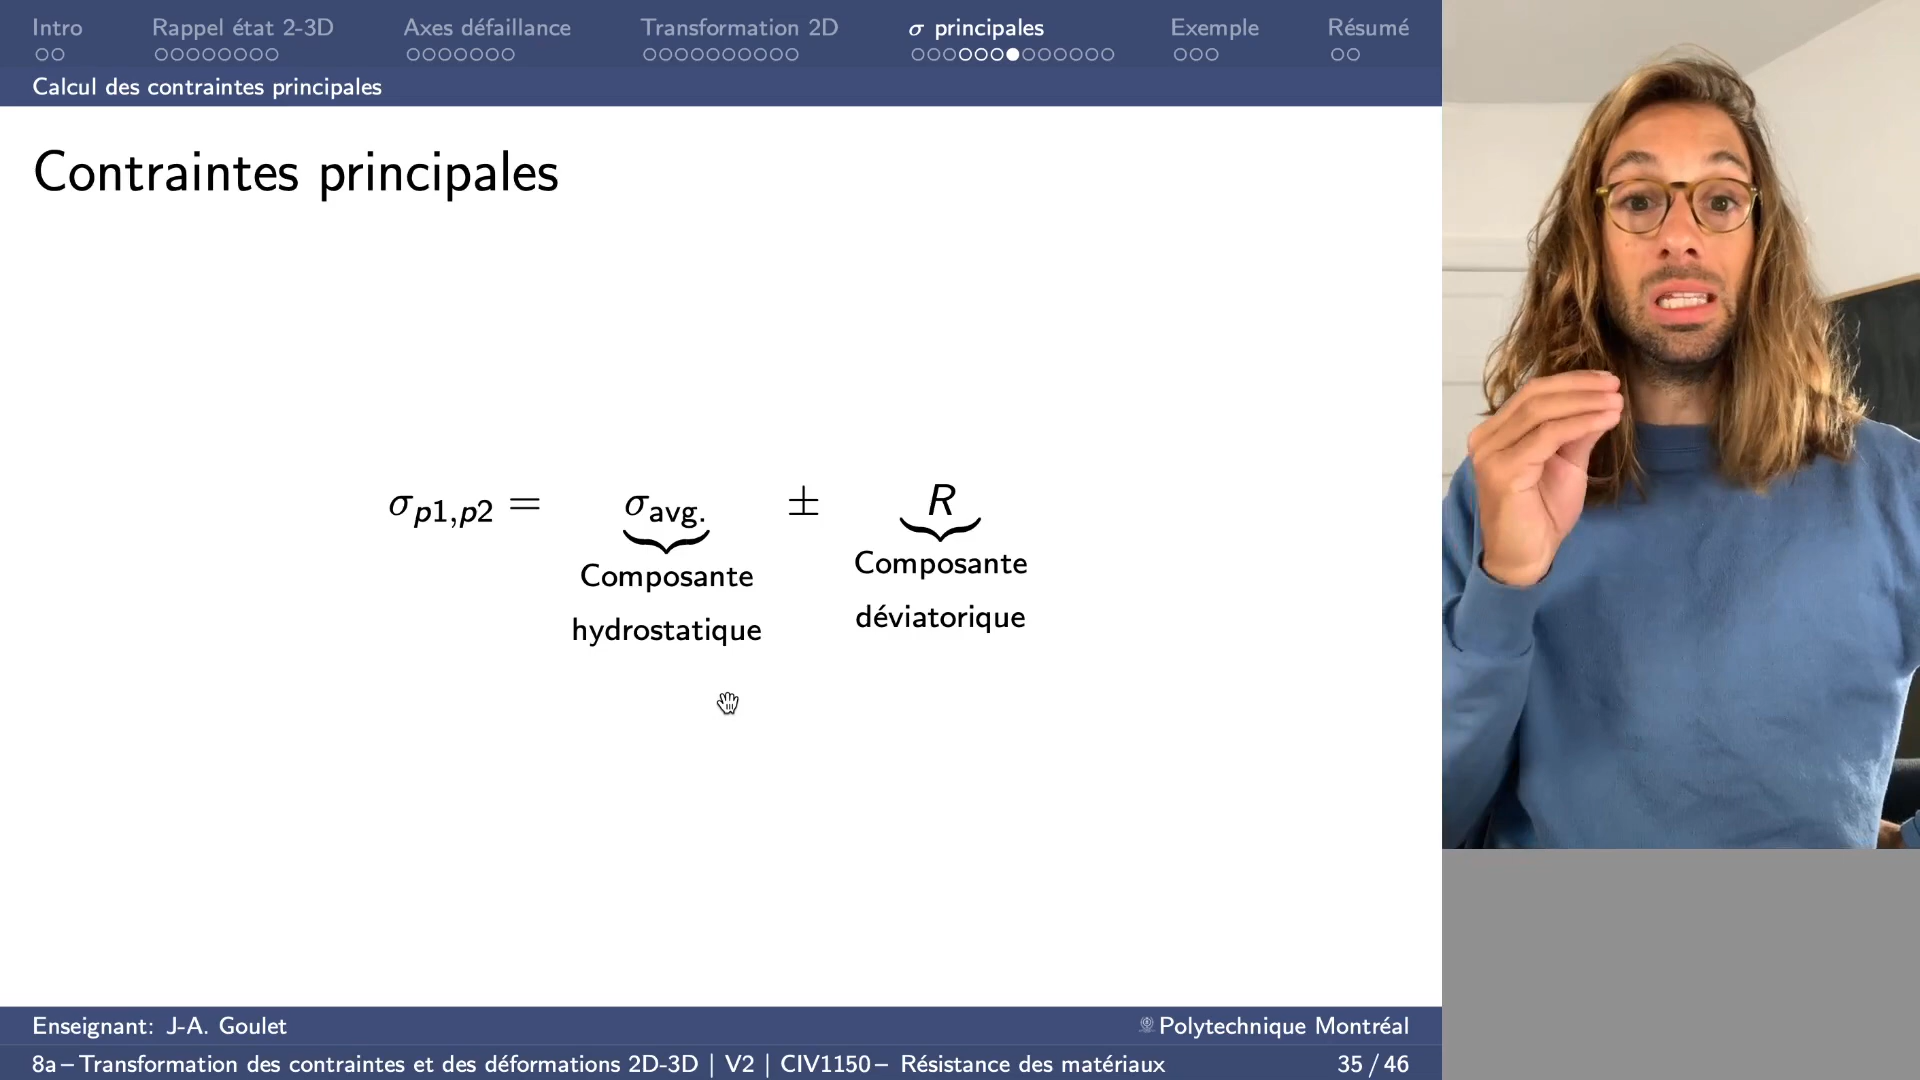 Intro Rappel état 2-3D Axes défaillance Transformation 2D σ principales Exemple Résumé
Calcul des contraintes principales
Contraintes principales
σp1,p2 = σavg. ± R
Composante Composante
hydrostatique déviatorique
Enseignant: J-A. Goulet Polytechnique Montréal
8a – Transformation des contraintes et des déformations 2D-3D | V2 | CIV1150 – Résistance des matériaux 35 / 46